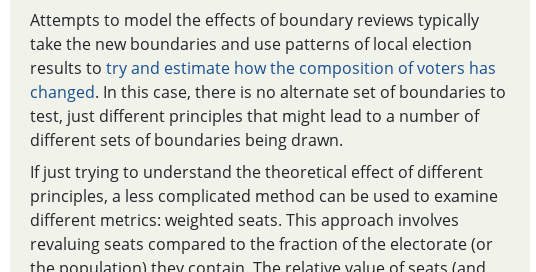 Attempts to model the effects of boundary reviews typically
take the new boundaries and use patterns of local election
results to try and estimate how the composition of voters has
changed. In this case, there is no alternate set of boundaries to
test, just different principles that might lead to a number of
different sets of boundaries being drawn.
If just trying to understand the theoretical effect of different
principles, a less complicated method can be used to examine
different metrics: weighted seats. This approach involves
revaluing seats compared to the fraction of the electorate (or
the population) they contain. The relative value of seats (and